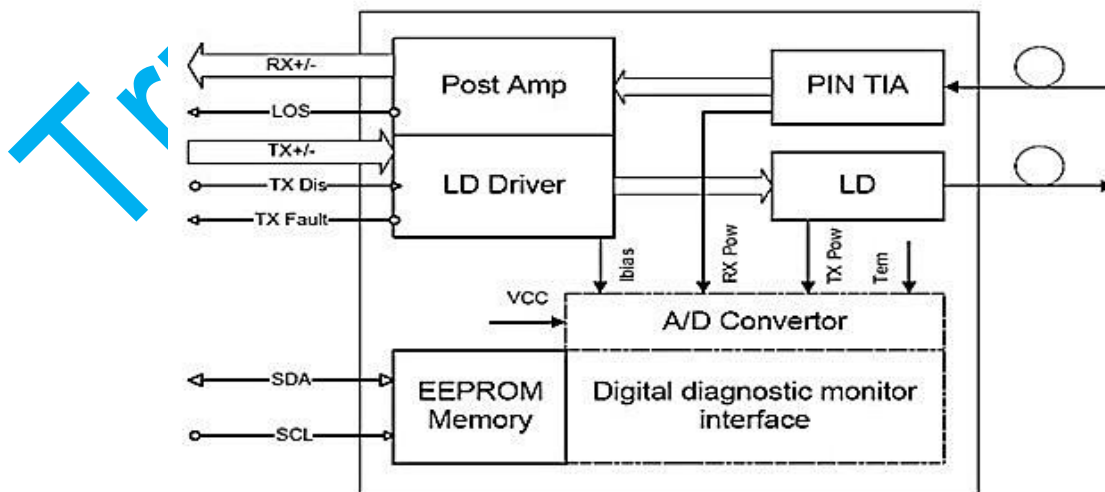 RX+/-
Post Amp
PIN TIA
LOS
TX+/-
TX Dis
LD Driver
LD
TX Fault
Ibias
RX Pow
TX Pow
Tem
VCC
A/D Convertor
SDA
EEPROM
Memory
Digital diagnostic monitor
interface
SCL